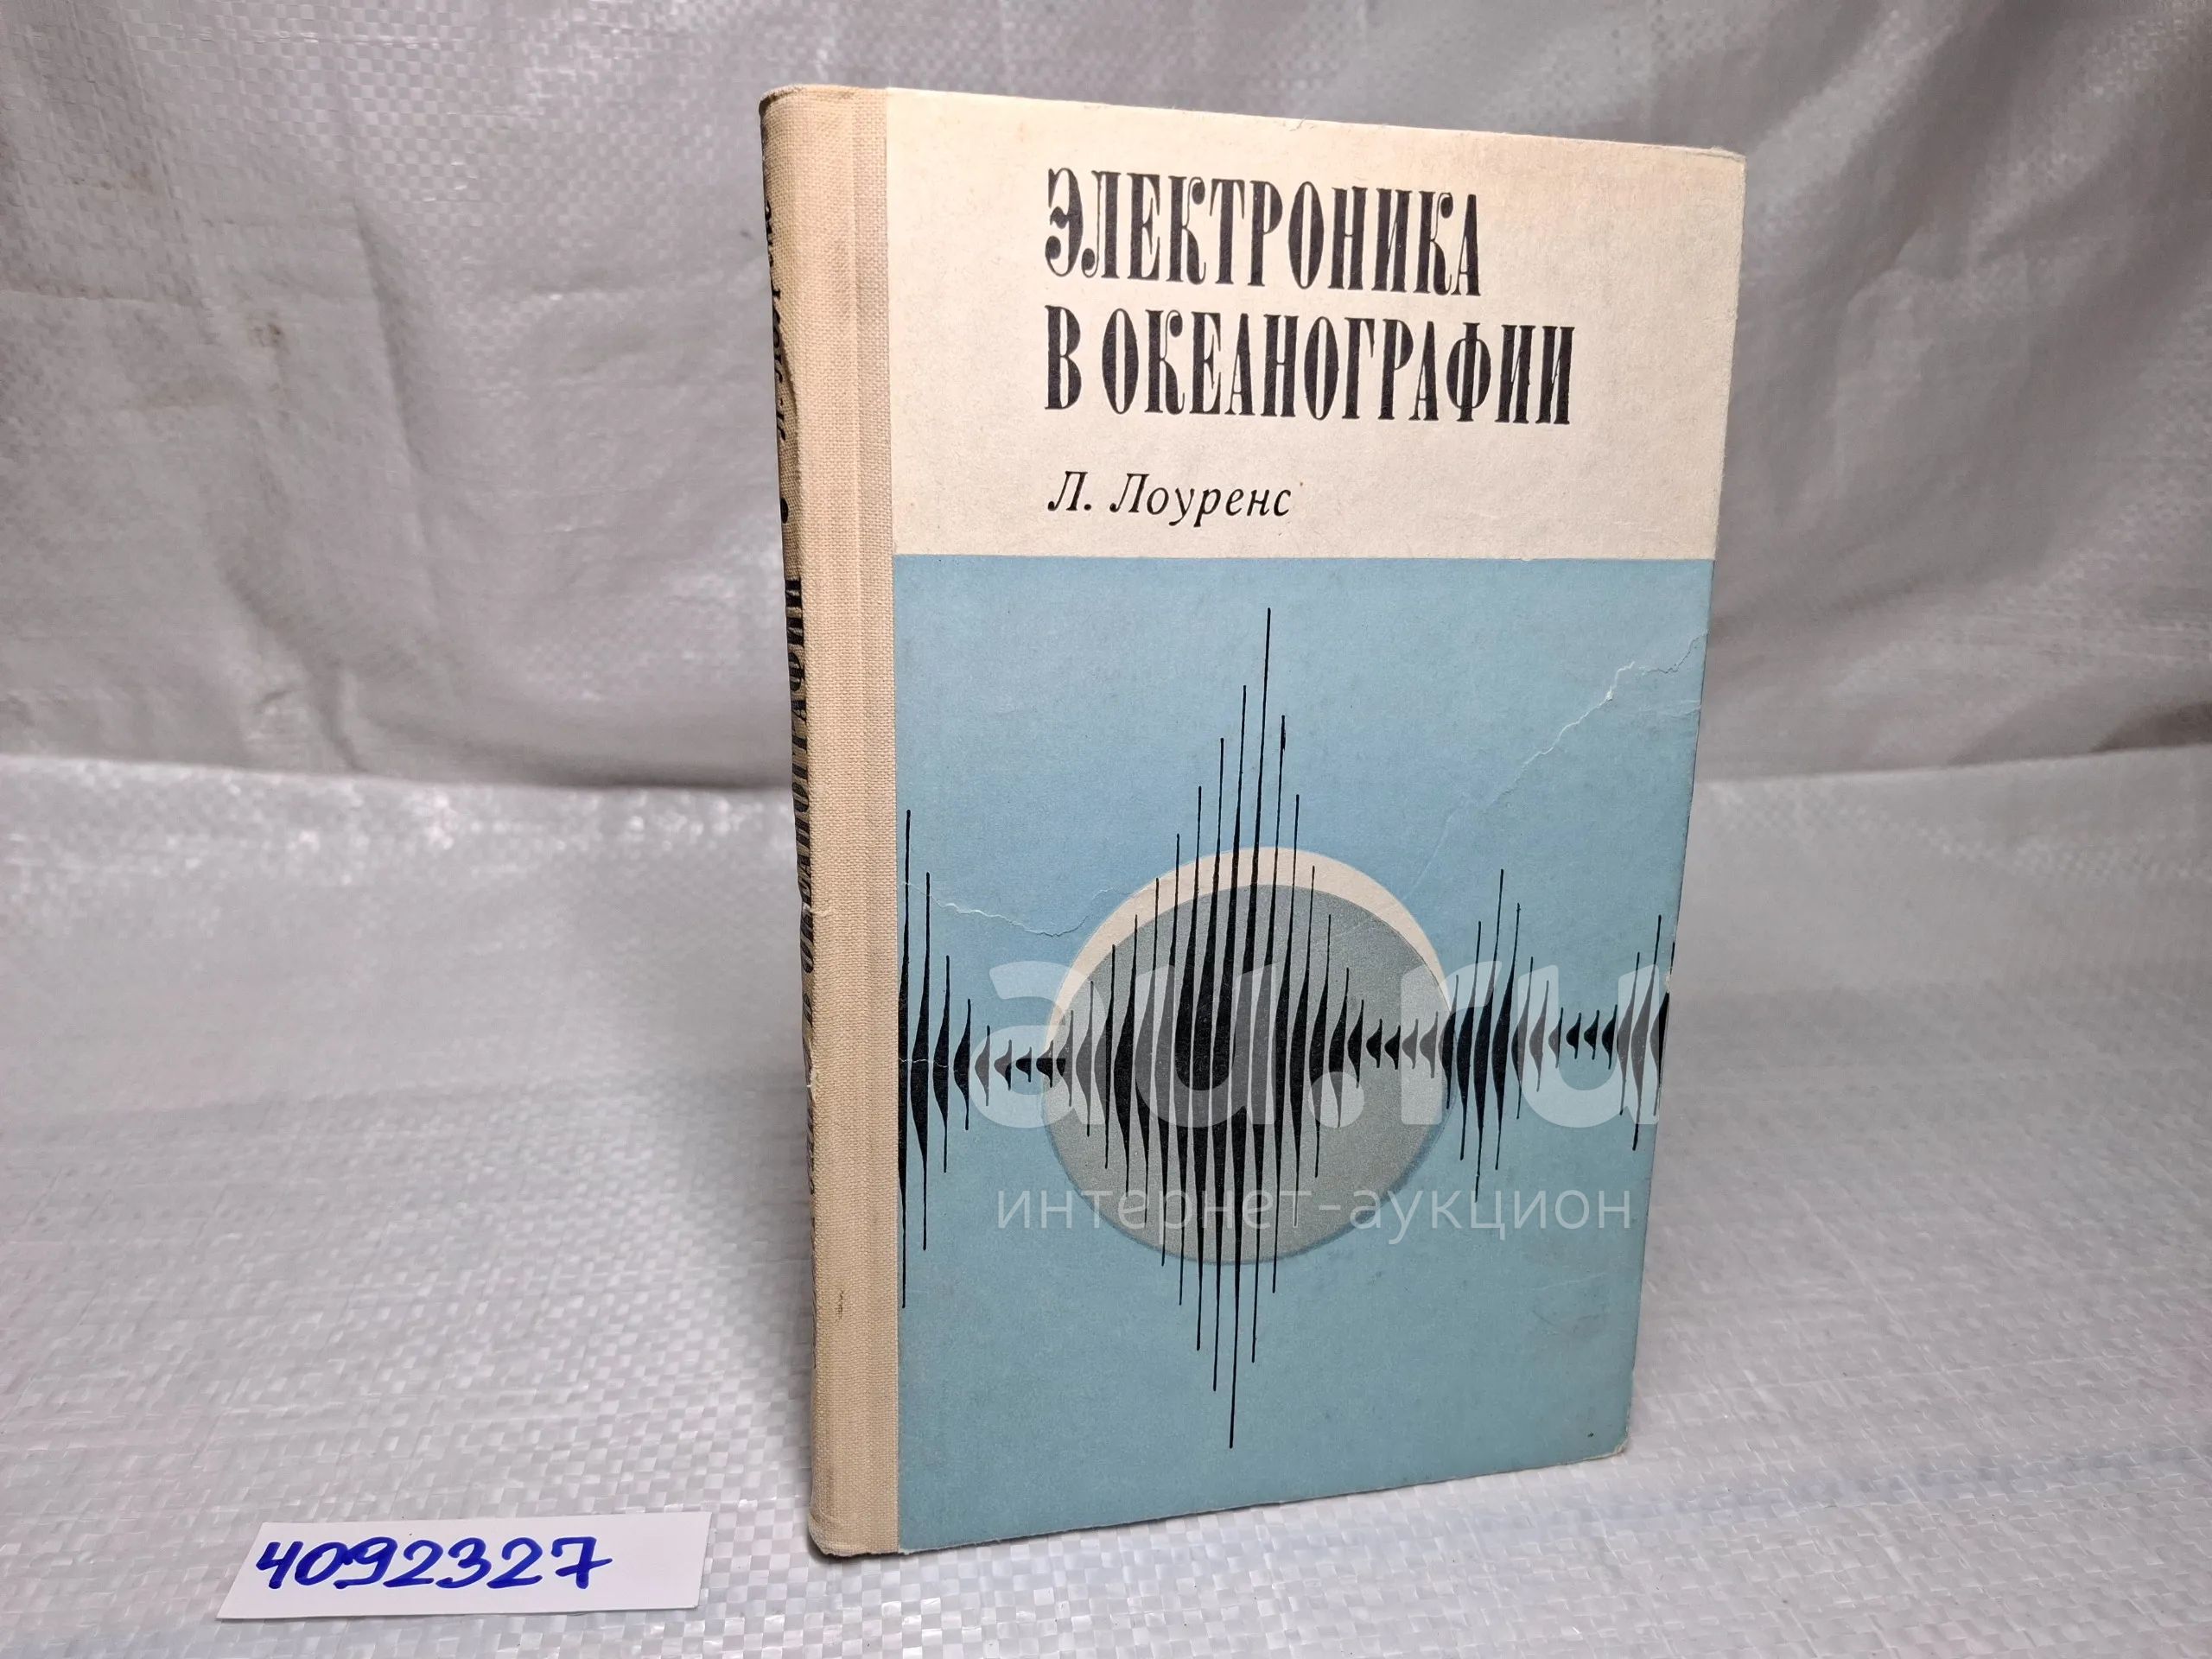 ЭЛЕКТРОНИКА
В ОКЕАНОГРАФИИ
Л. Лоуренс
au.ru
интернет-аукцион
4092327